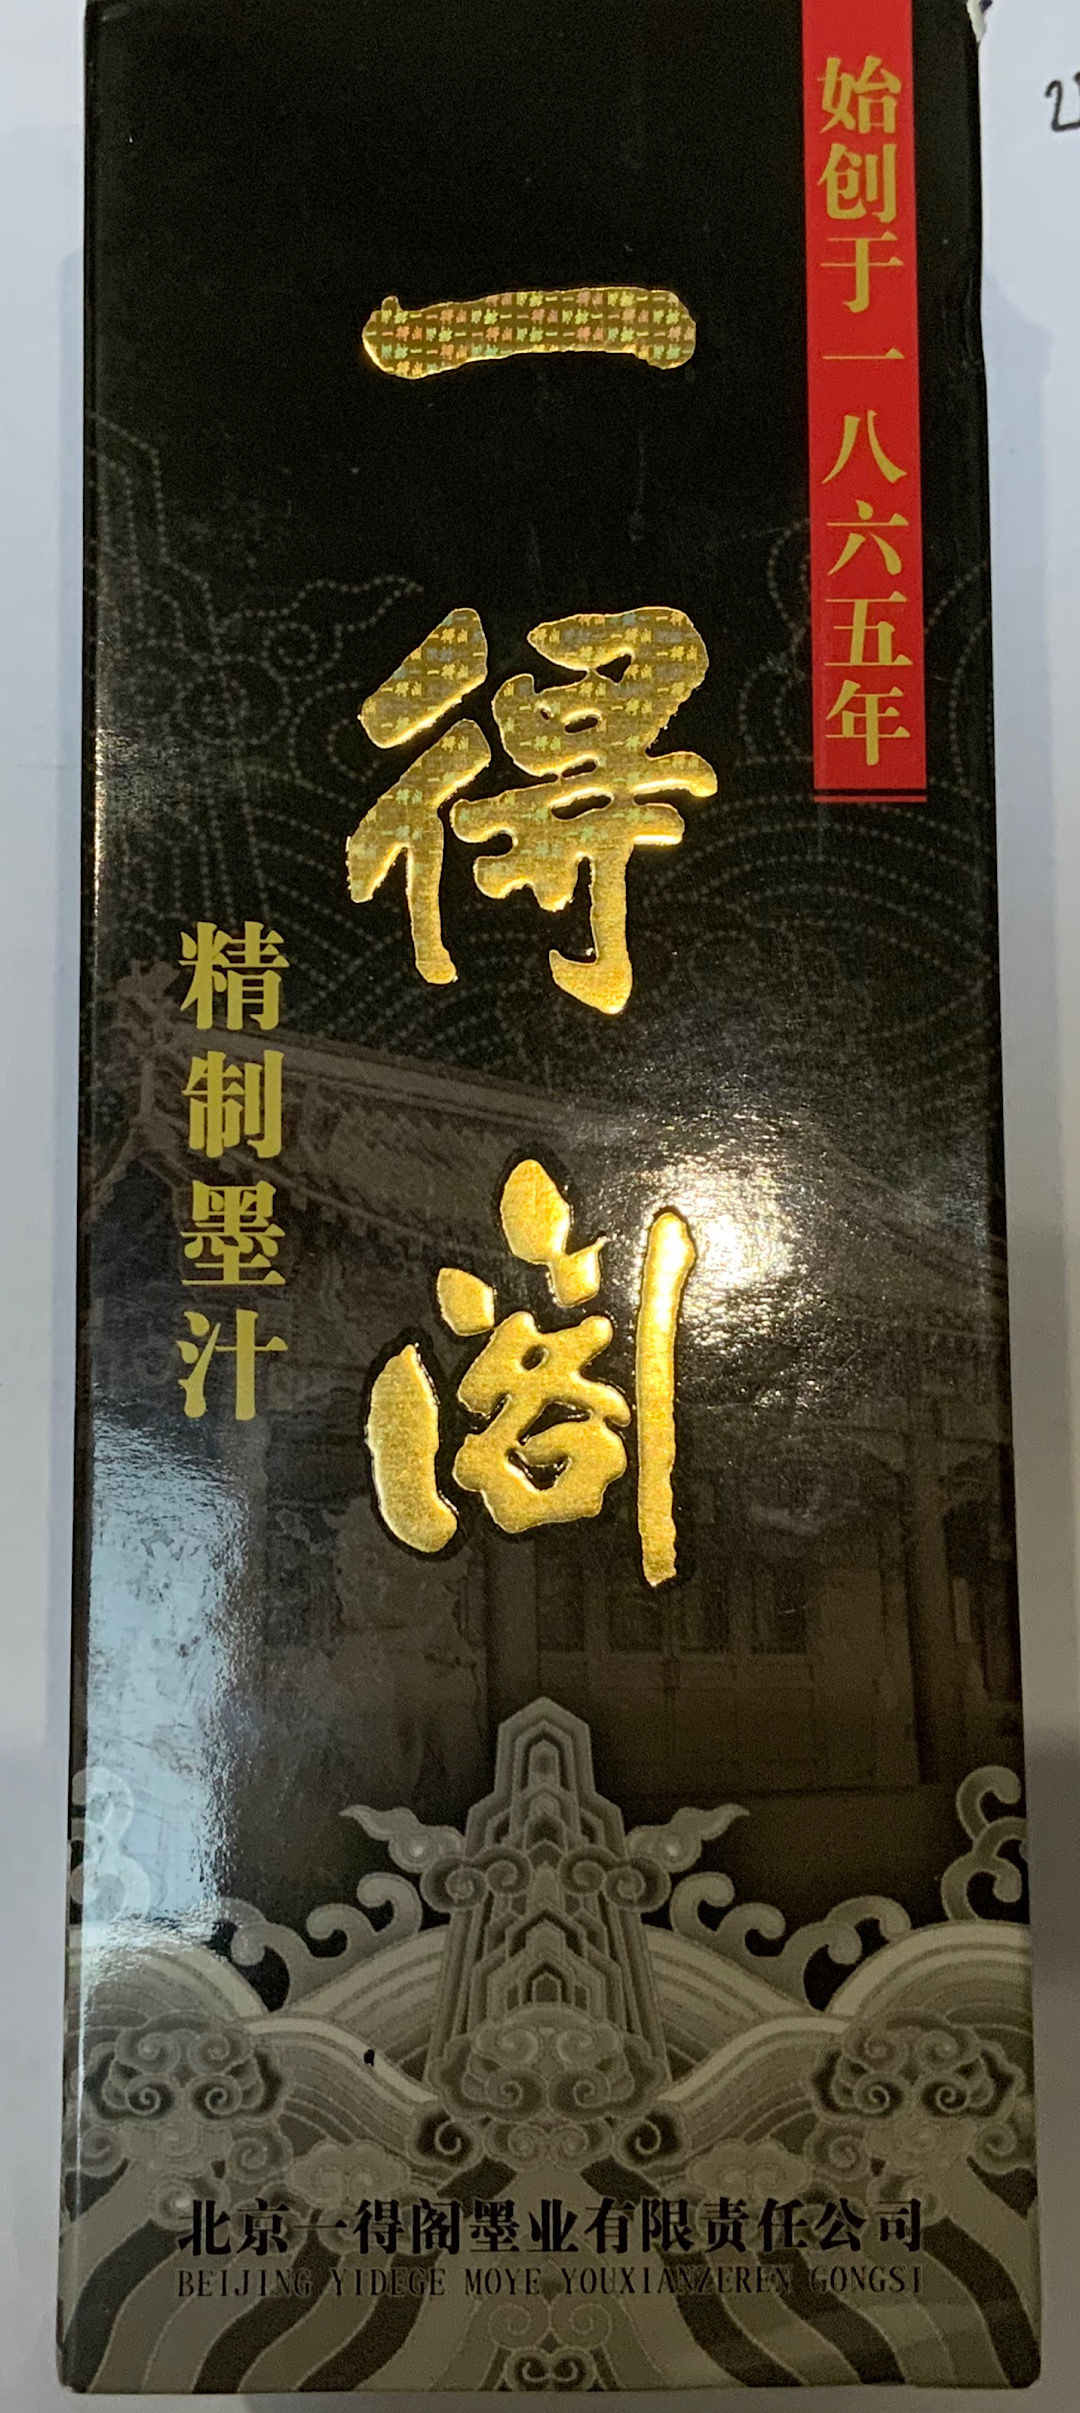 始创于一八六五年
一得阁
精制墨汁
北京一得阁墨业有限责任公司
BEIJING YIDEGE MOYE YOUXIANZEREN GONGSI